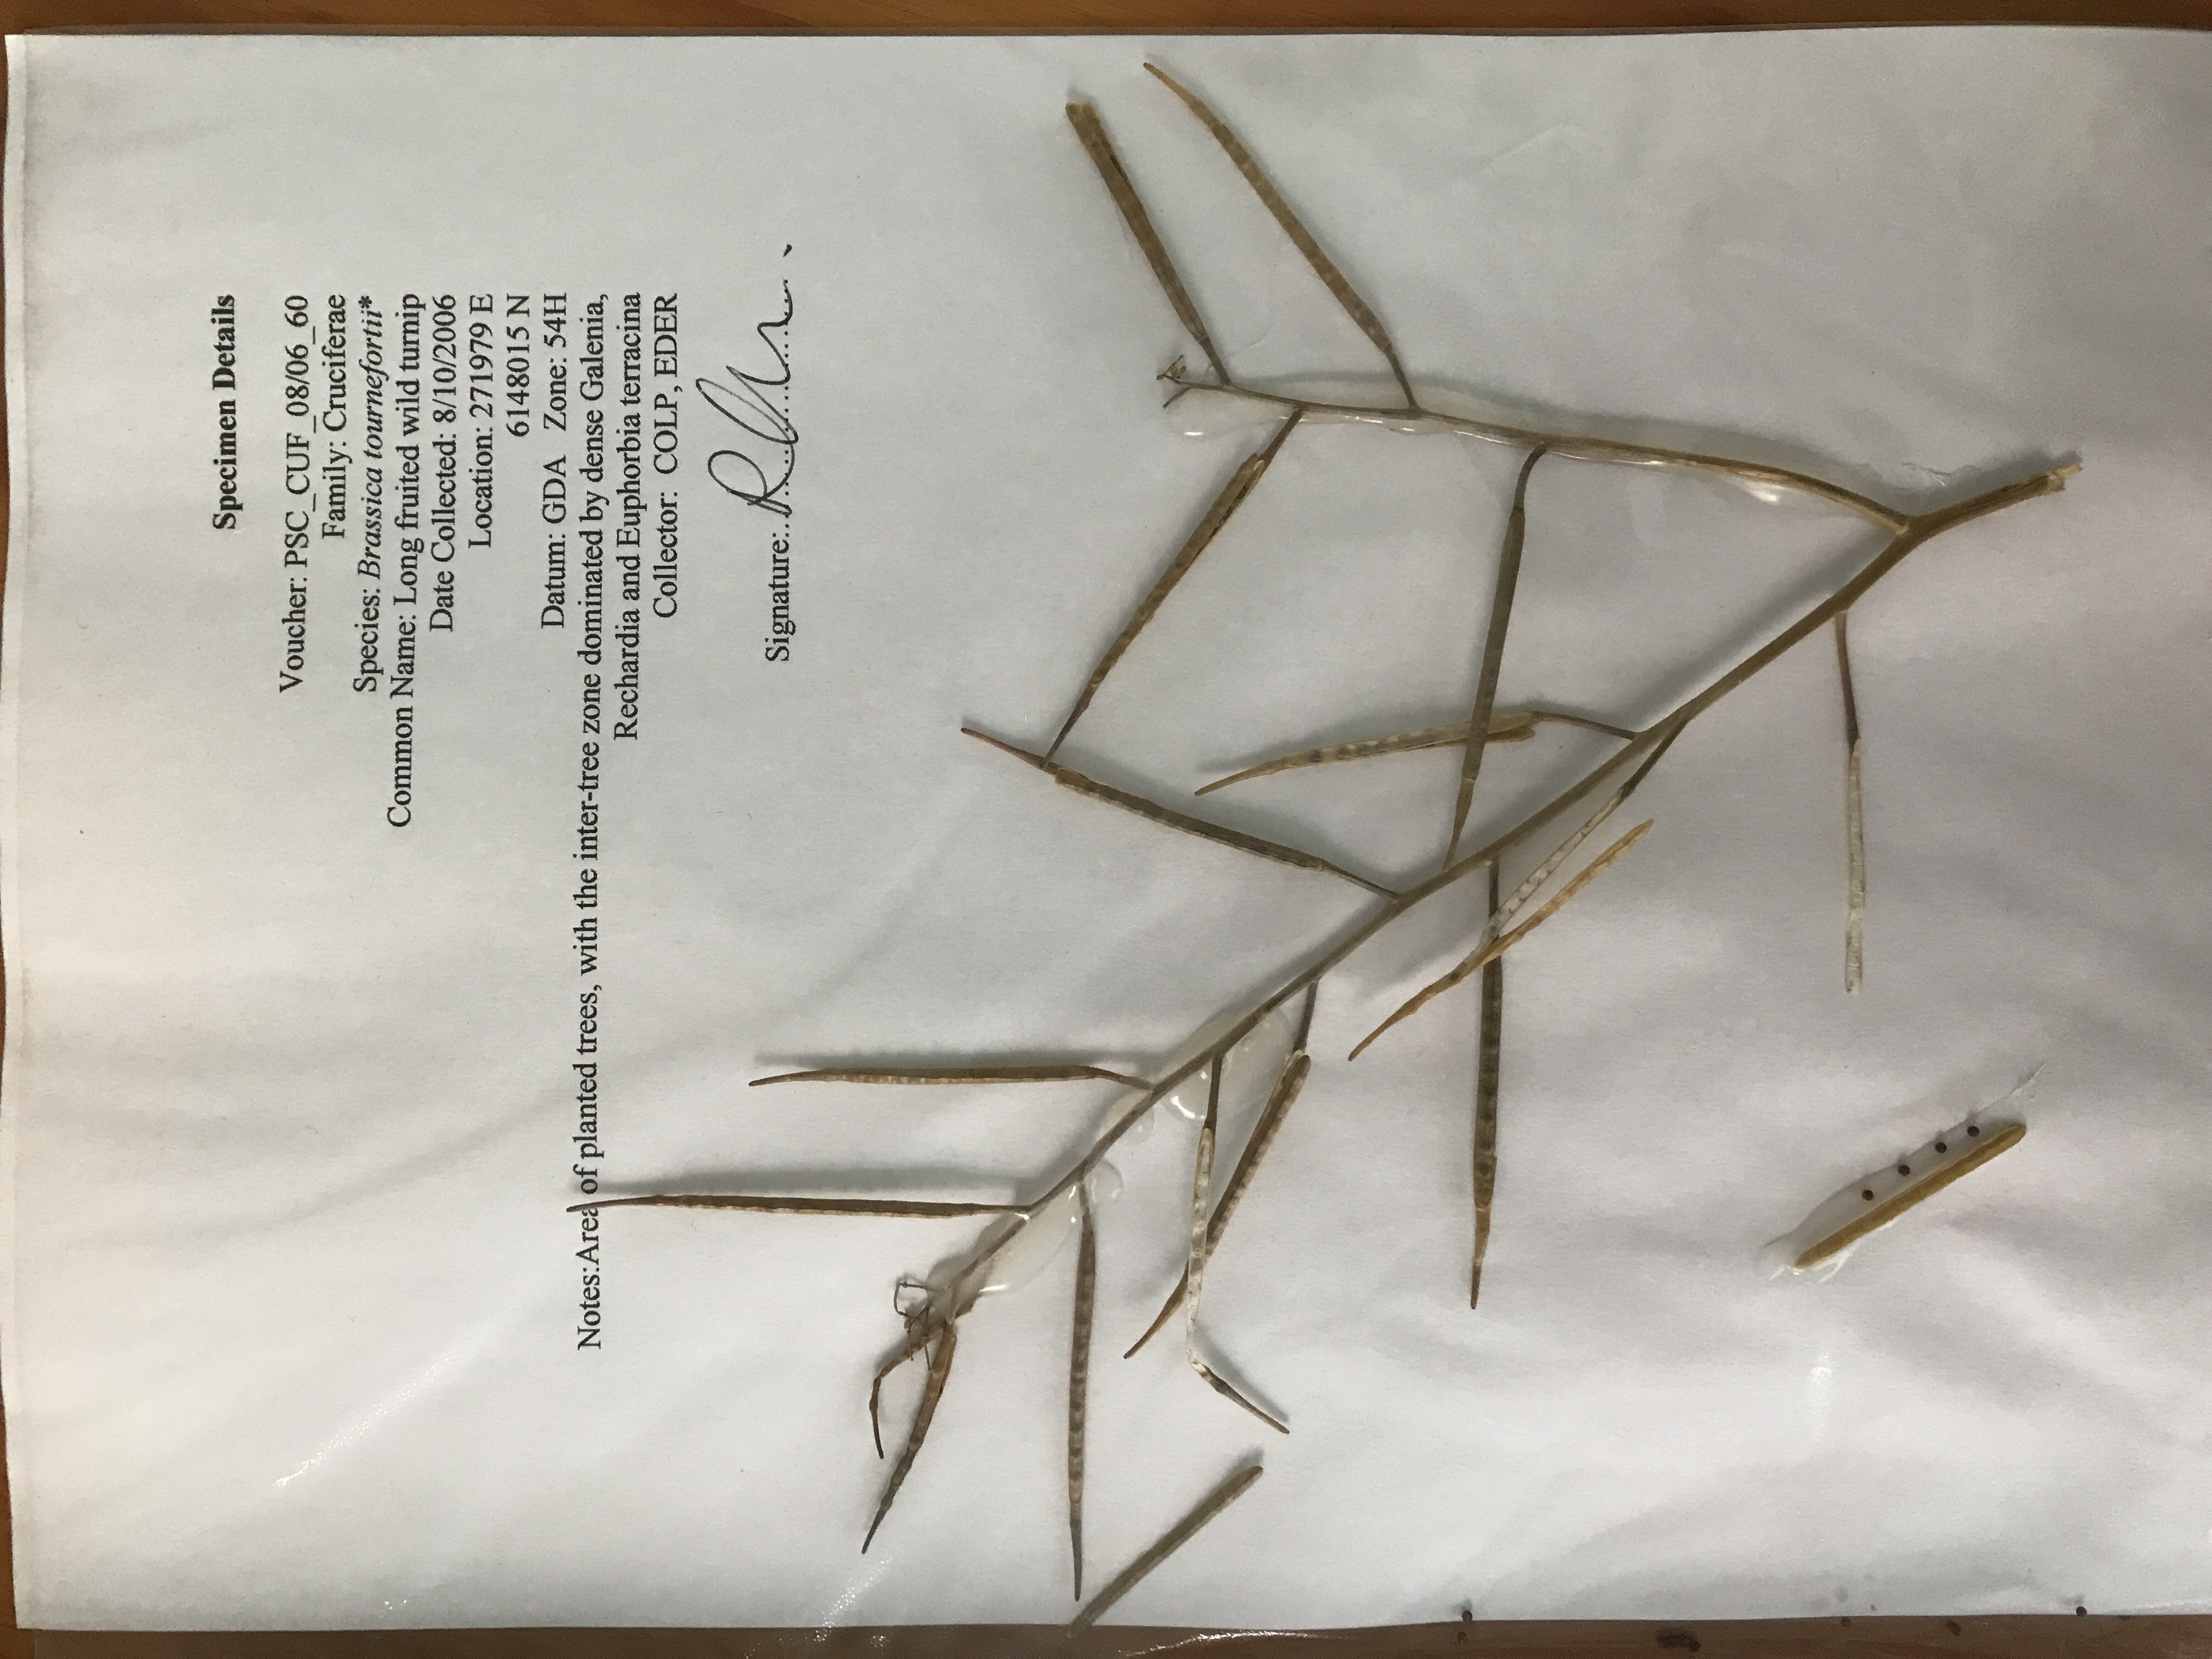 Specimen Details
Voucher: PSC_CUF_08/06_60
Family: Cruciferae
Species: Brassica tournefortii*
Common Name: Long fruited wild turnip
Date Collected: 8/10/2006
Location: 271979 E
6148015 N
Datum: GDA Zone: 54H
Notes:Area of planted trees, with the inter-tree zone dominated by dense Galenia,
Rechardia and Euphorbia terracina
Collector: COLP, EDER
Signature: